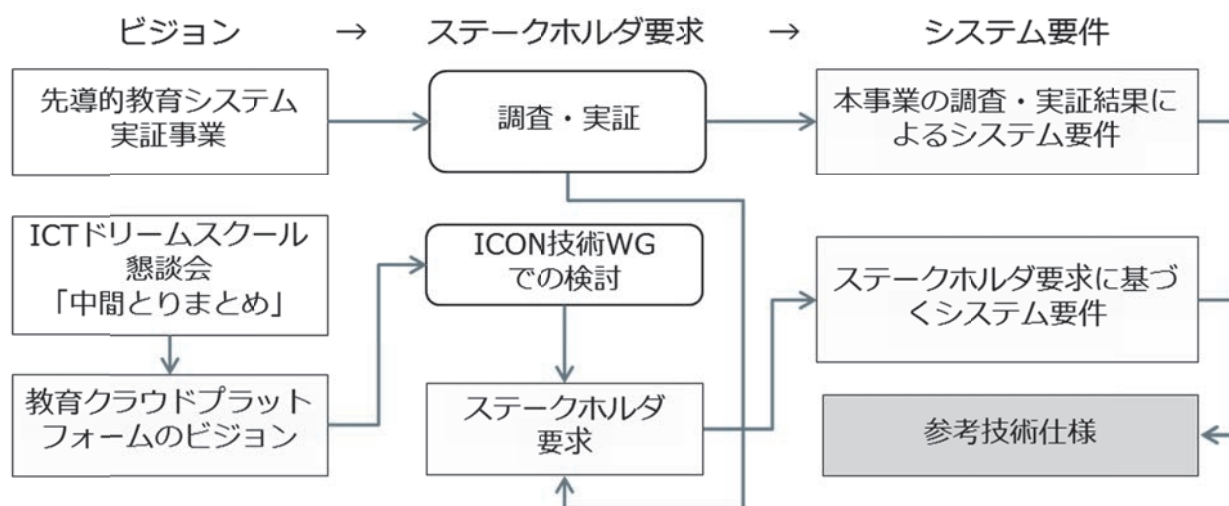 ビジョン → ステークホルダ要求 → システム要件
先導的教育システム
実証事業
調査・実証
本事業の調査・実証結果に
よるシステム要件
ICTドリームスクール
懇談会
「中間とりまとめ」
ICON技術WG
での検討
ステークホルダ要求に基づ
くシステム要件
教育クラウドプラット
フォームのビジョン
ステークホルダ
要求
参考技術仕様